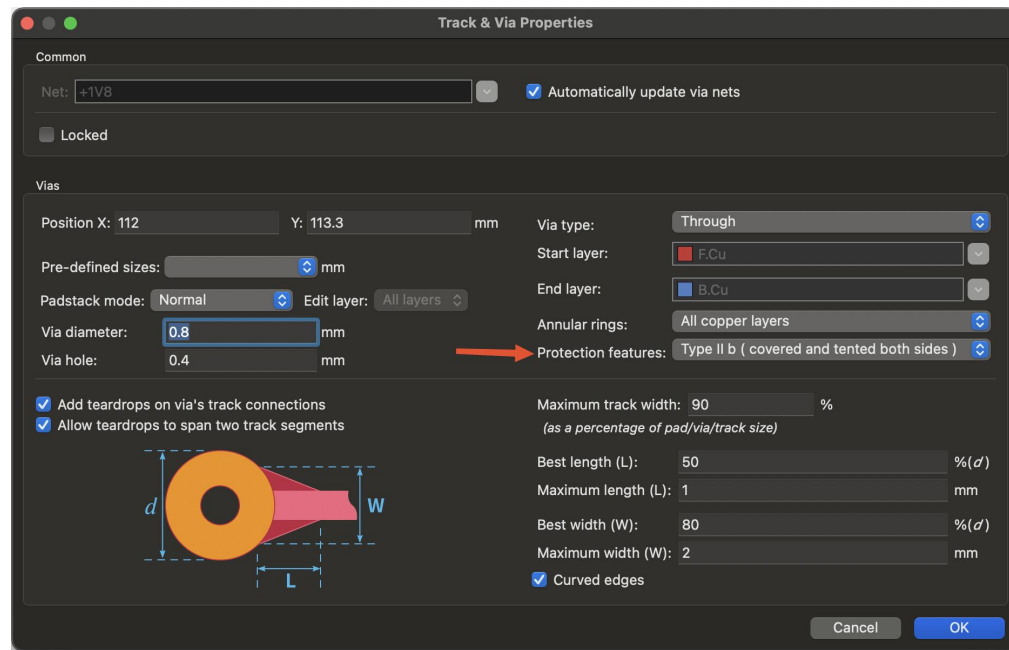 Track & Via Properties
Common
Net: +1V8
Automatically update via nets
Locked
Vias
Position X: 112 Y: 113.3 mm
Pre-defined sizes: mm
Padstack mode: Normal Edit layer: All layers
Via diameter: 0.8 mm
Via hole: 0.4 mm
Via type: Through
Start layer: F.Cu
End layer: B.Cu
Annular rings: All copper layers
Protection features: Type II b ( covered and tented both sides )
Add teardrops on via's track connections
Allow teardrops to span two track segments
d
W
L
Maximum track width: 90 %
(as a percentage of pad/via/track size)
Best length (L): 50 %(d)
Maximum length (L): 1 mm
Best width (W): 80 %(d)
Maximum width (W): 2 mm
Curved edges
Cancel OK